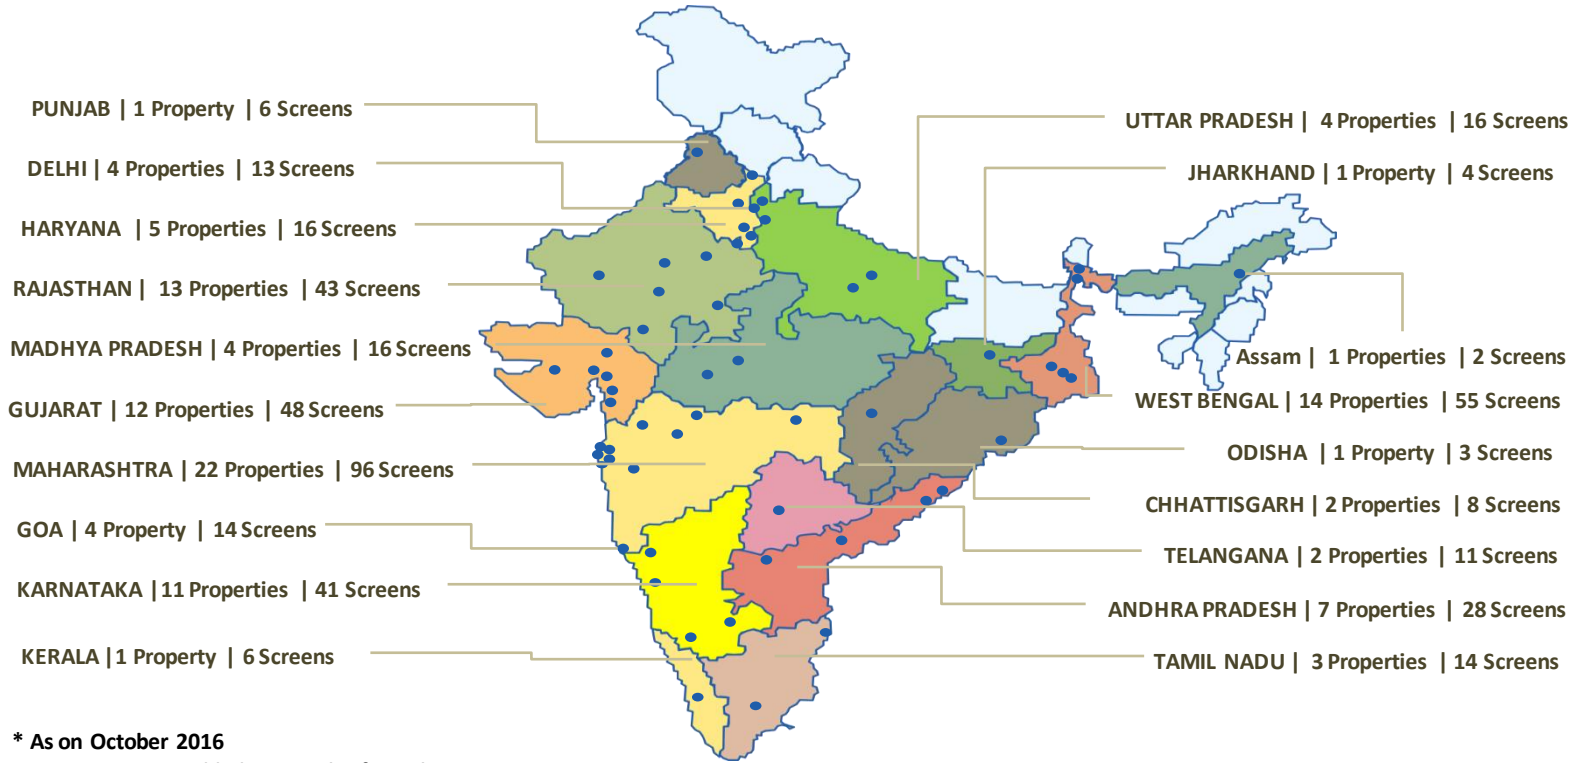 PUNJAB | 1 Property | 6 Screens
DELHI | 4 Properties | 13 Screens
HARYANA | 5 Properties | 16 Screens
RAJASTHAN | 13 Properties | 43 Screens
MADHYA PRADESH | 4 Properties | 16 Screens
GUJARAT | 12 Properties | 48 Screens
MAHARASHTRA | 22 Properties | 96 Screens
GOA | 4 Property | 14 Screens
KARNATAKA | 11 Properties | 41 Screens
KERALA | 1 Property | 6 Screens
UTTAR PRADESH | 4 Properties | 16 Screens
JHARKHAND | 1 Property | 4 Screens
Assam | 1 Properties | 2 Screens
WEST BENGAL | 14 Properties | 55 Screens
ODISHA | 1 Property | 3 Screens
CHHATTISGARH | 2 Properties | 8 Screens
TELANGANA | 2 Properties | 11 Screens
ANDHRA PRADESH | 7 Properties | 28 Screens
TAMIL NADU | 3 Properties | 14 Screens
* As on October 2016